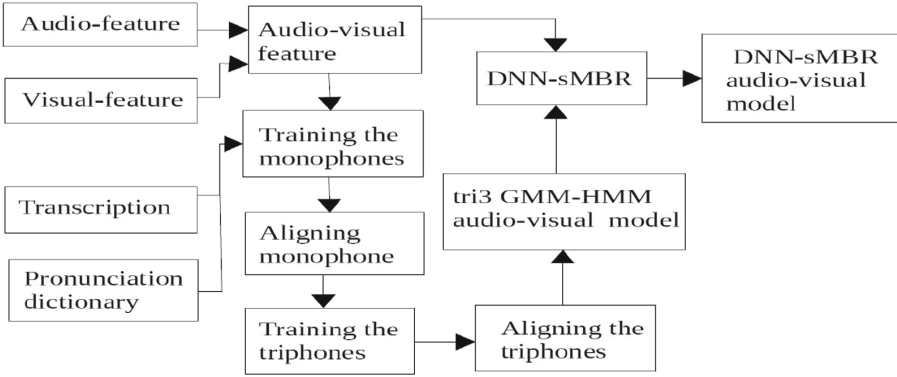 Audio-feature
Visual-feature
Transcription
Pronunciation
dictionary
Audio-visual
feature
Training the
monophones
Aligning
monophone
Training the
triphones
Aligning the
triphones
tri3 GMM-HMM
audio-visual model
DNN-sMBR
DNN-sMBR
audio-visual
model